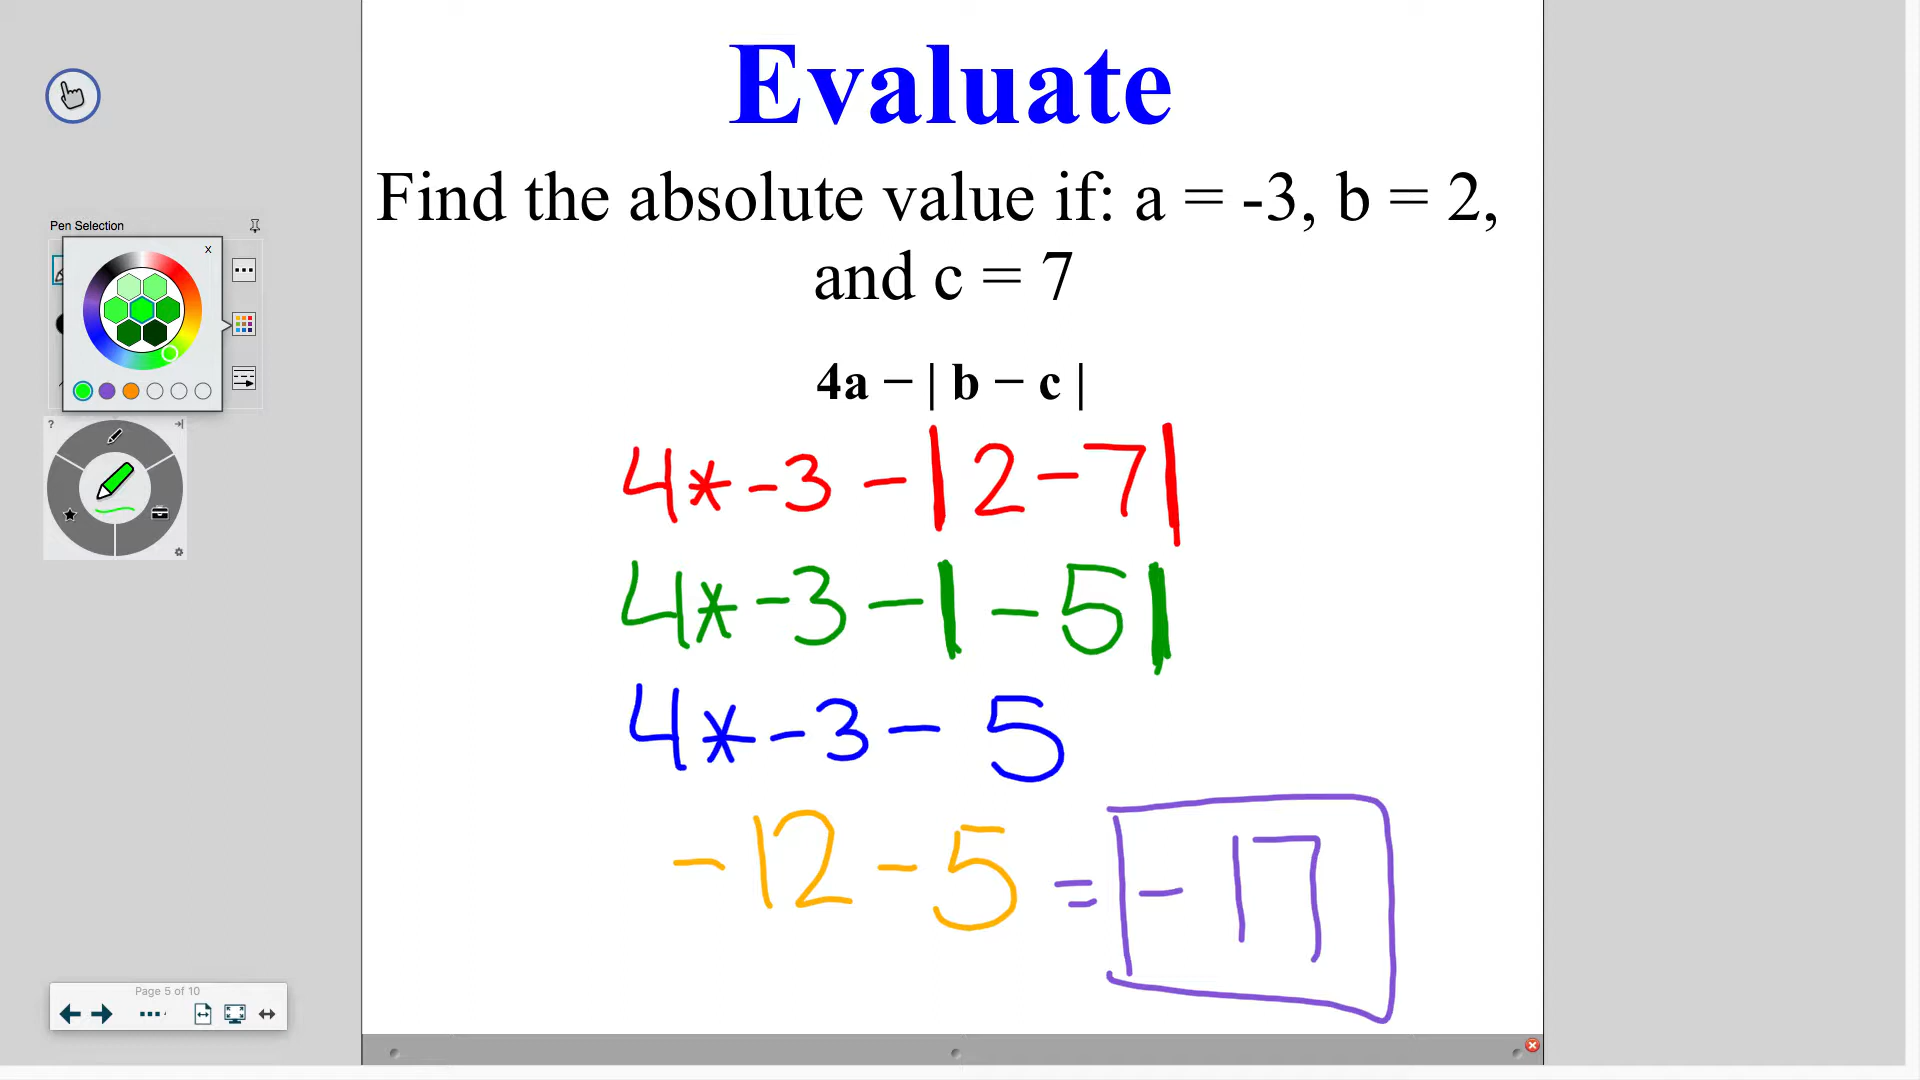 Evaluate
Find the absolute value if: a = -3, b = 2,
and c = 7
4a − | b − c |
4* -3 - |2-7|
4* -3 - |-5|
4* -3 - 5
-12 - 5 = -17
Pen Selection
x
?
Page 5 of 10